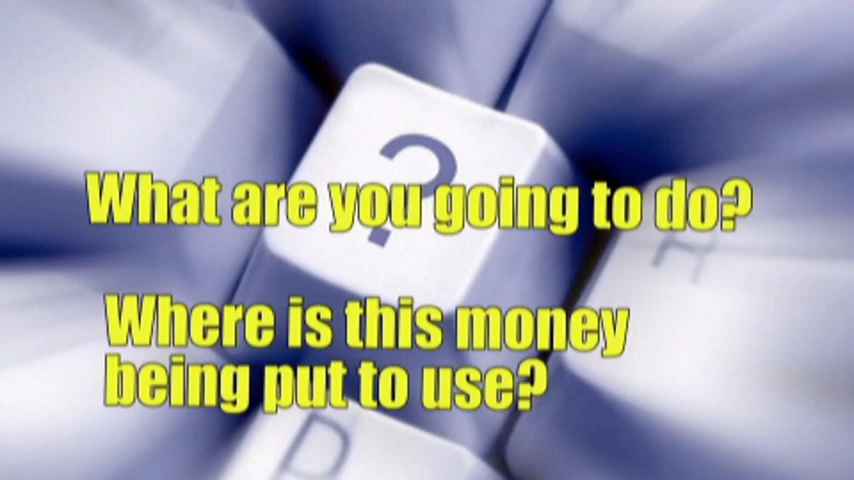 ?
What are you going to do?
Where is this money
being put to use?
P